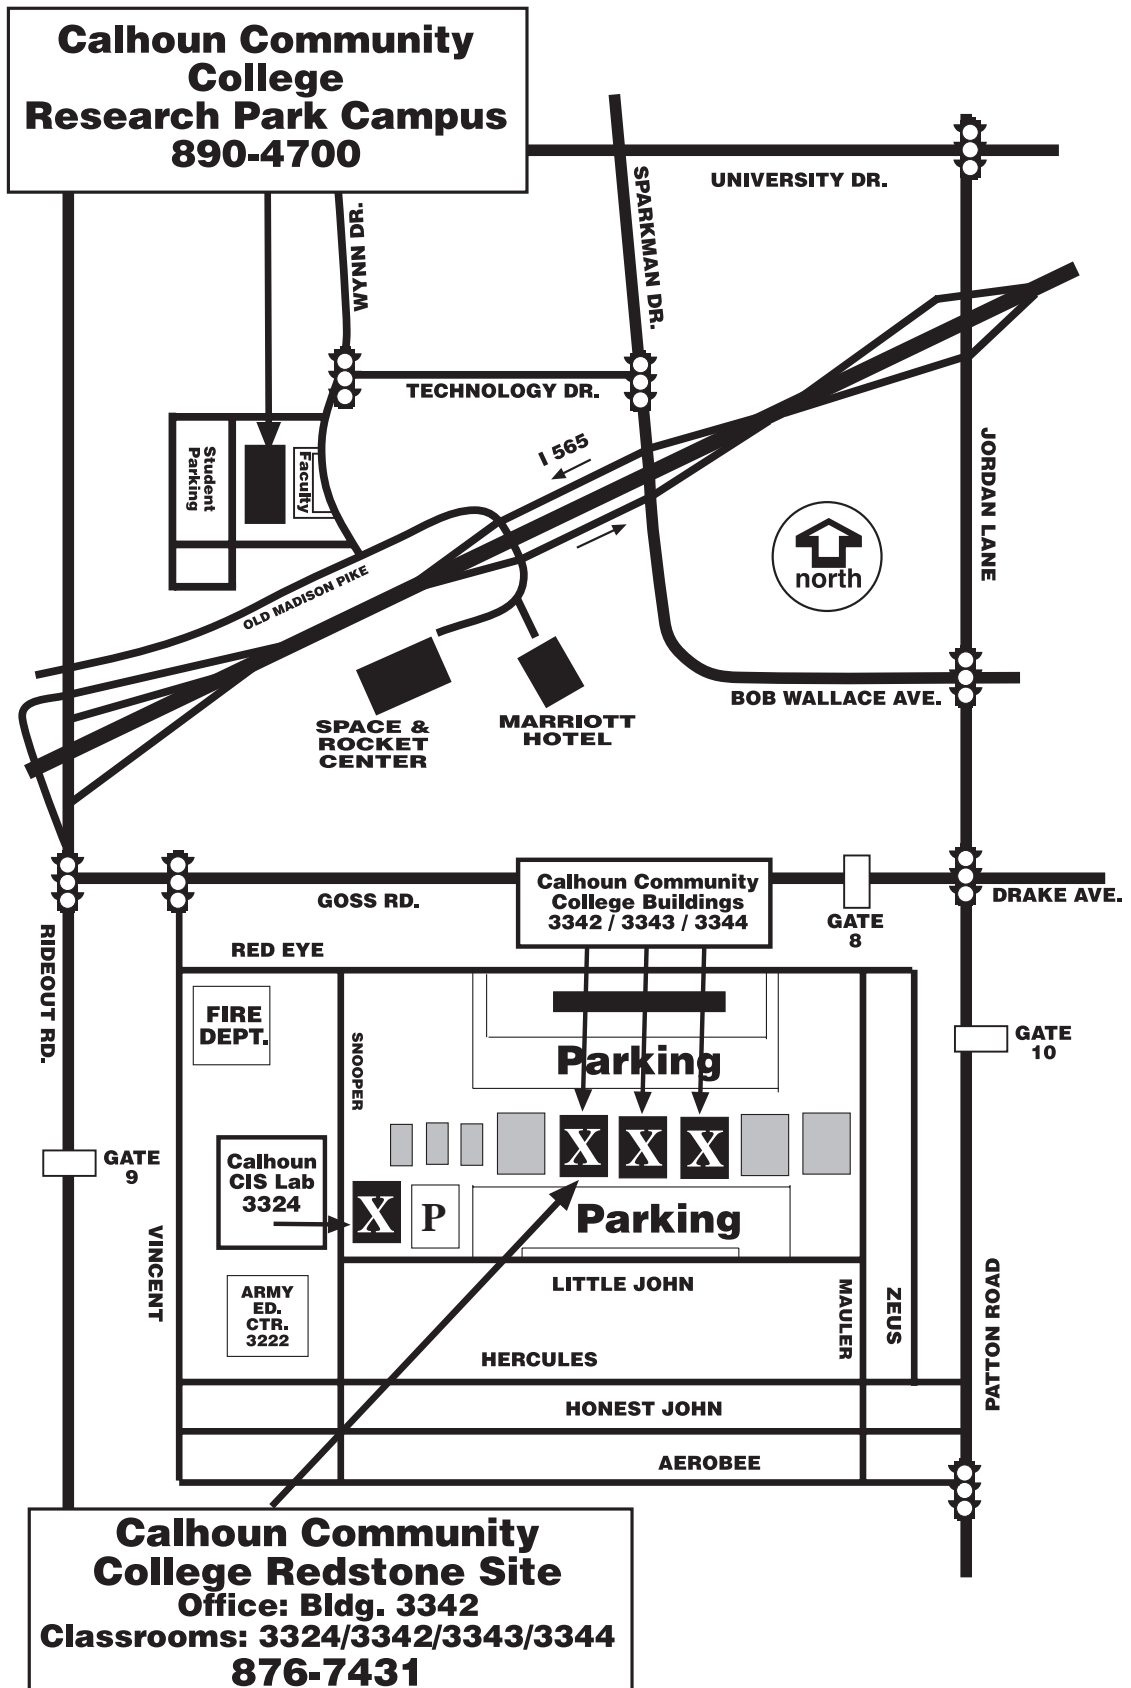 Calhoun Community
College
Research Park Campus
890-4700
UNIVERSITY DR.
WYNN DR.
SPARKMAN DR.
TECHNOLOGY DR.
I 565
Student
Parking
Faculty
JORDAN LANE
north
OLD MADISON PIKE
BOB WALLACE AVE.
SPACE &
ROCKET
CENTER
MARRIOTT
HOTEL
GOSS RD.
Calhoun Community
College Buildings
3342 / 3343 / 3344
GATE
8
DRAKE AVE.
RIDEOUT RD.
RED EYE
FIRE
DEPT.
SNOOPER
Parking
GATE
10
X
X
X
GATE
9
Calhoun
CIS Lab
3324
X
P
Parking
VINCENT
ARMY
ED.
CTR.
3222
LITTLE JOHN
MAULER
ZEUS
PATTON ROAD
HERCULES
HONEST JOHN
AEROBEE
Calhoun Community
College Redstone Site
Office: Bldg. 3342
Classrooms: 3324/3342/3343/3344
876-7431